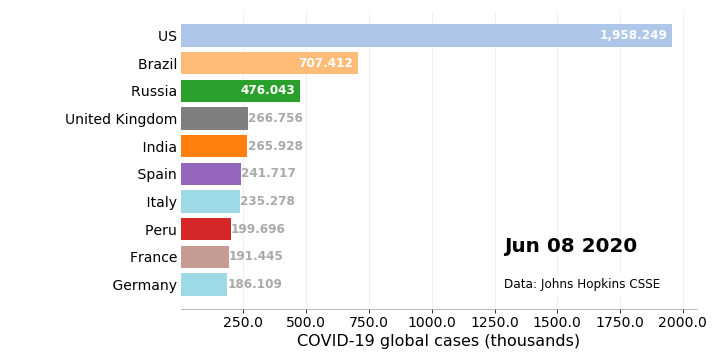 US 1,958.249
Brazil 707.412
Russia 476.043
United Kingdom 266.756
India 265.928
Spain 241.717
Italy 235.278
Peru 199.696
Jun 08 2020
France 191.445
Germany 186.109
Data: Johns Hopkins CSSE
250.0 500.0 750.0 1000.0 1250.0 1500.0 1750.0 2000.0
COVID-19 global cases (thousands)